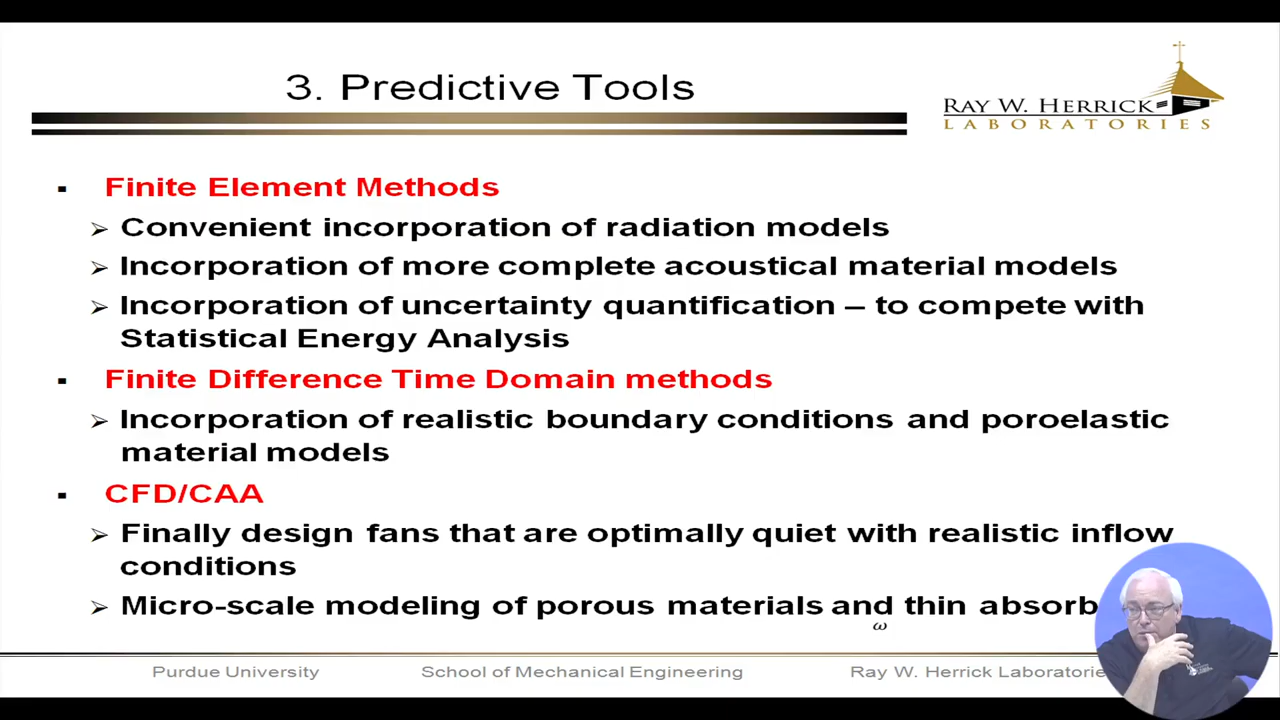 3. Predictive Tools
RAY W. HERRICK
LABORATORIES
▪ Finite Element Methods
➢ Convenient incorporation of radiation models
➢ Incorporation of more complete acoustical material models
➢ Incorporation of uncertainty quantification – to compete with
Statistical Energy Analysis
▪ Finite Difference Time Domain methods
➢ Incorporation of realistic boundary conditions and poroelastic
material models
▪ CFD/CAA
➢ Finally design fans that are optimally quiet with realistic inflow
conditions
➢ Micro-scale modeling of porous materials and thin
ω
Purdue University School of Mechanical Engineering Ray W. Herrick